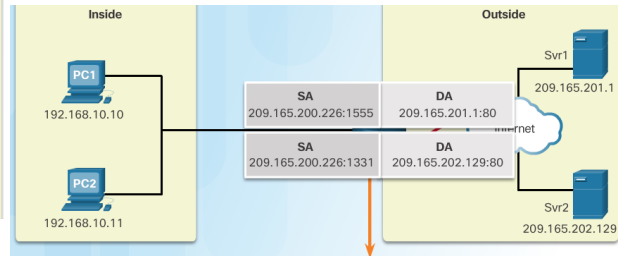 Inside
Outside
PC1
192.168.10.10
SA
209.165.200.226:1555
DA
209.165.201.1:80
SA
209.165.200.226:1331
DA
209.165.202.129:80
Svr1
209.165.201.1
PC2
192.168.10.11
Svr2
209.165.202.129